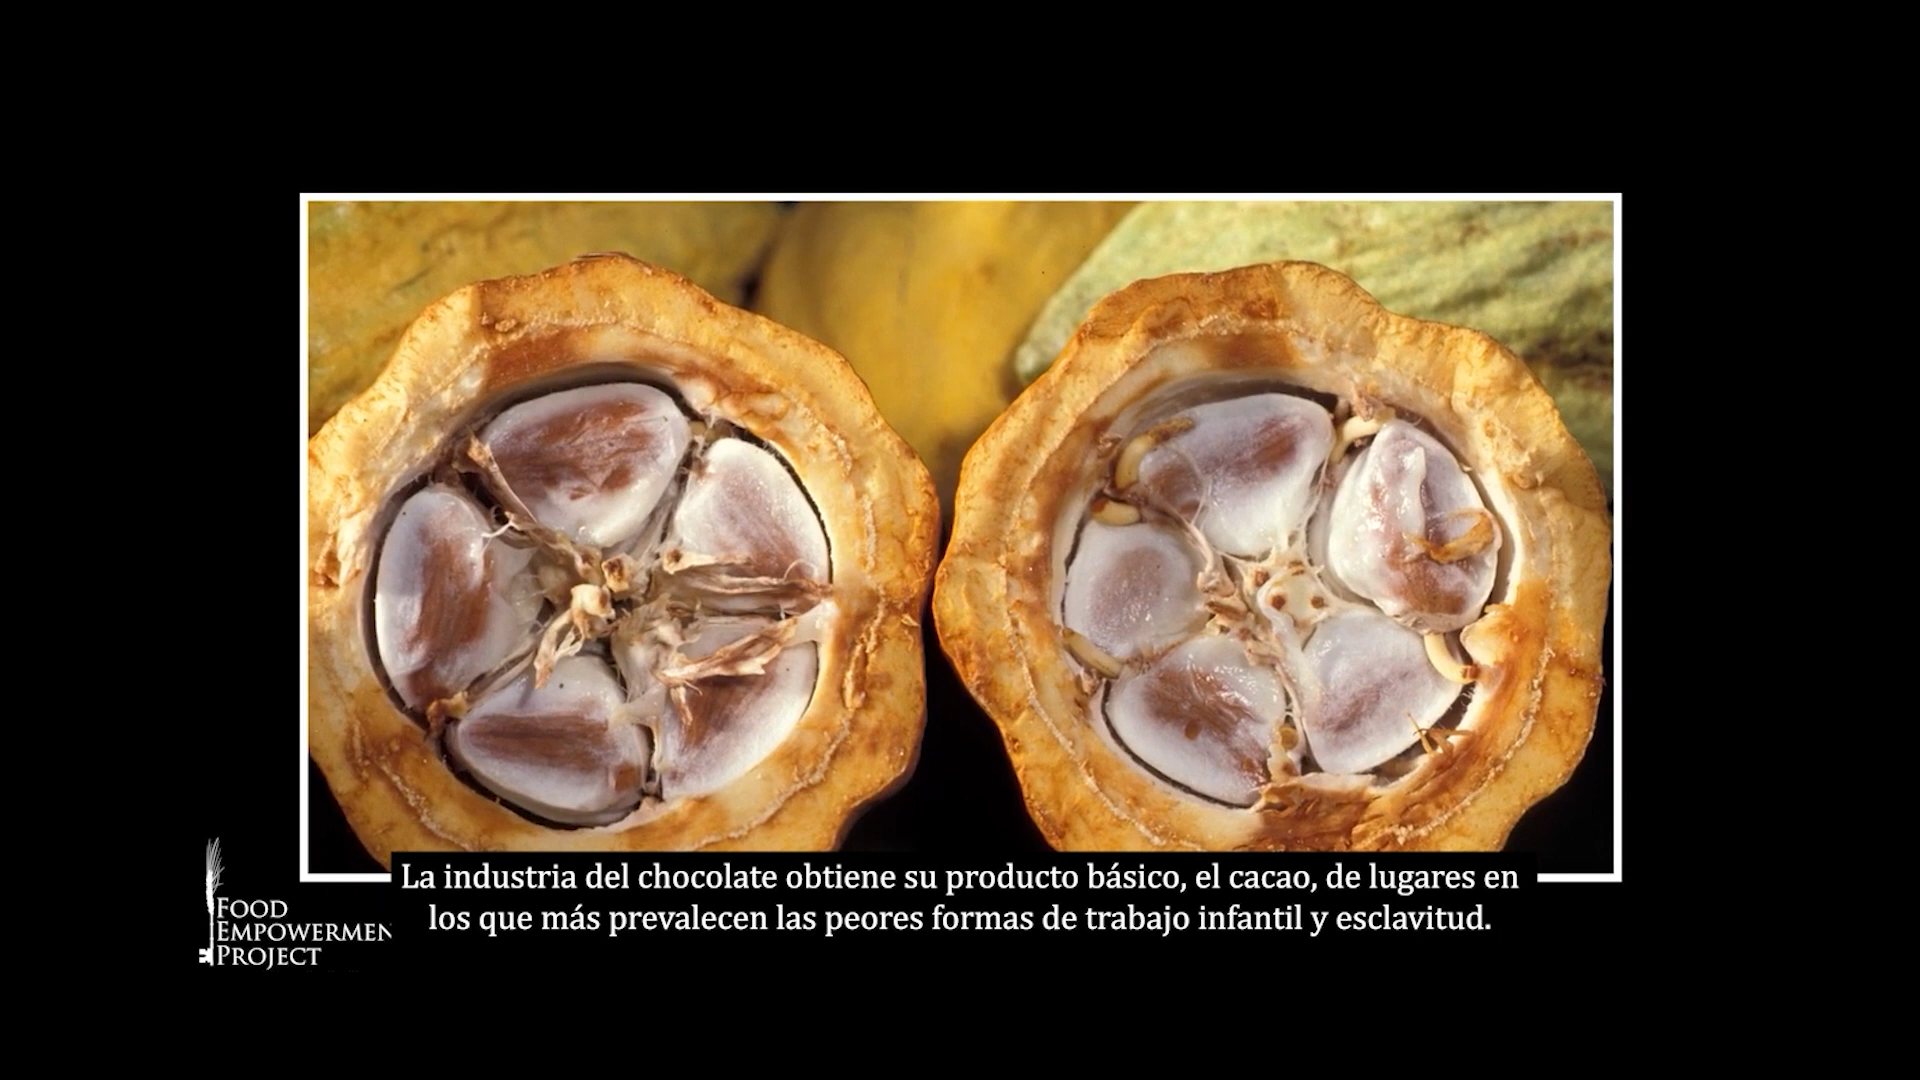 La industria del chocolate obtiene su producto básico, el cacao, de lugares en
los que más prevalecen las peores formas de trabajo infantil y esclavitud.
FOOD
EMPOWERMEN
PROJECT